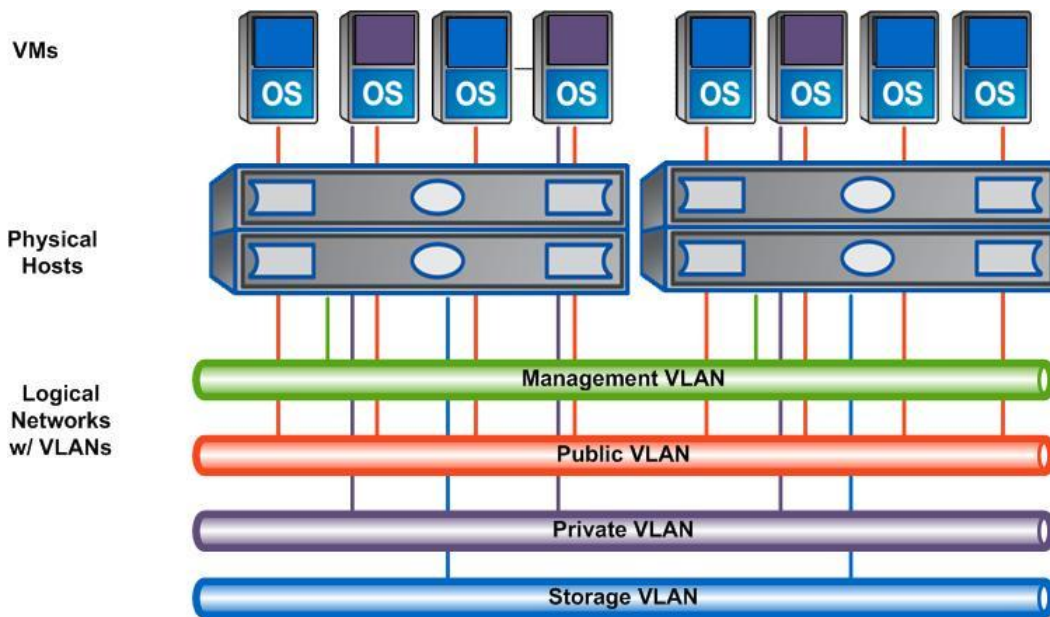 VMs
OS OS OS OS OS OS OS OS
Physical
Hosts
Logical
Networks
w/ VLANs
Management VLAN
Public VLAN
Private VLAN
Storage VLAN